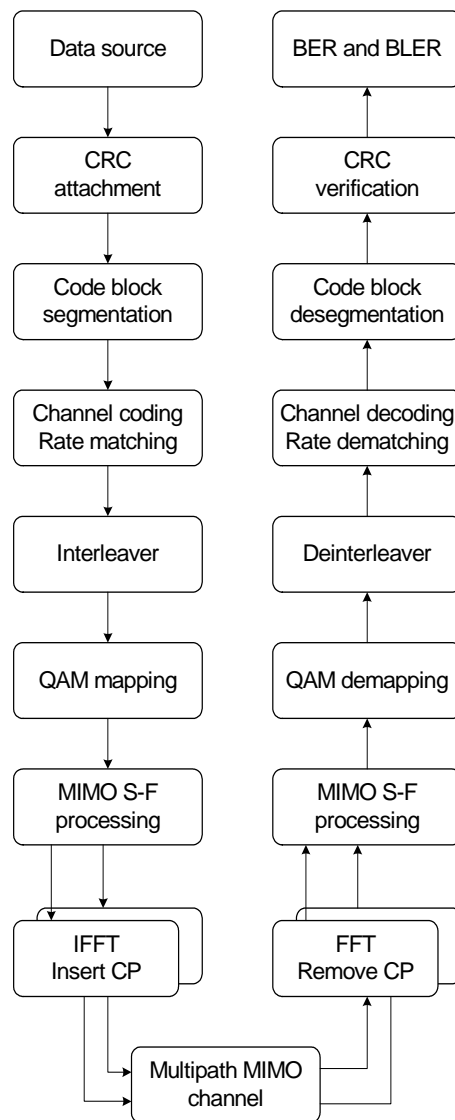 Data source
CRC
attachment
Code block
segmentation
Channel coding
Rate matching
Interleaver
QAM mapping
MIMO S-F
processing
IFFT
Insert CP
Multipath MIMO
channel
FFT
Remove CP
MIMO S-F
processing
QAM demapping
Deinterleaver
Channel decoding
Rate dematching
Code block
desegmentation
CRC
verification
BER and BLER